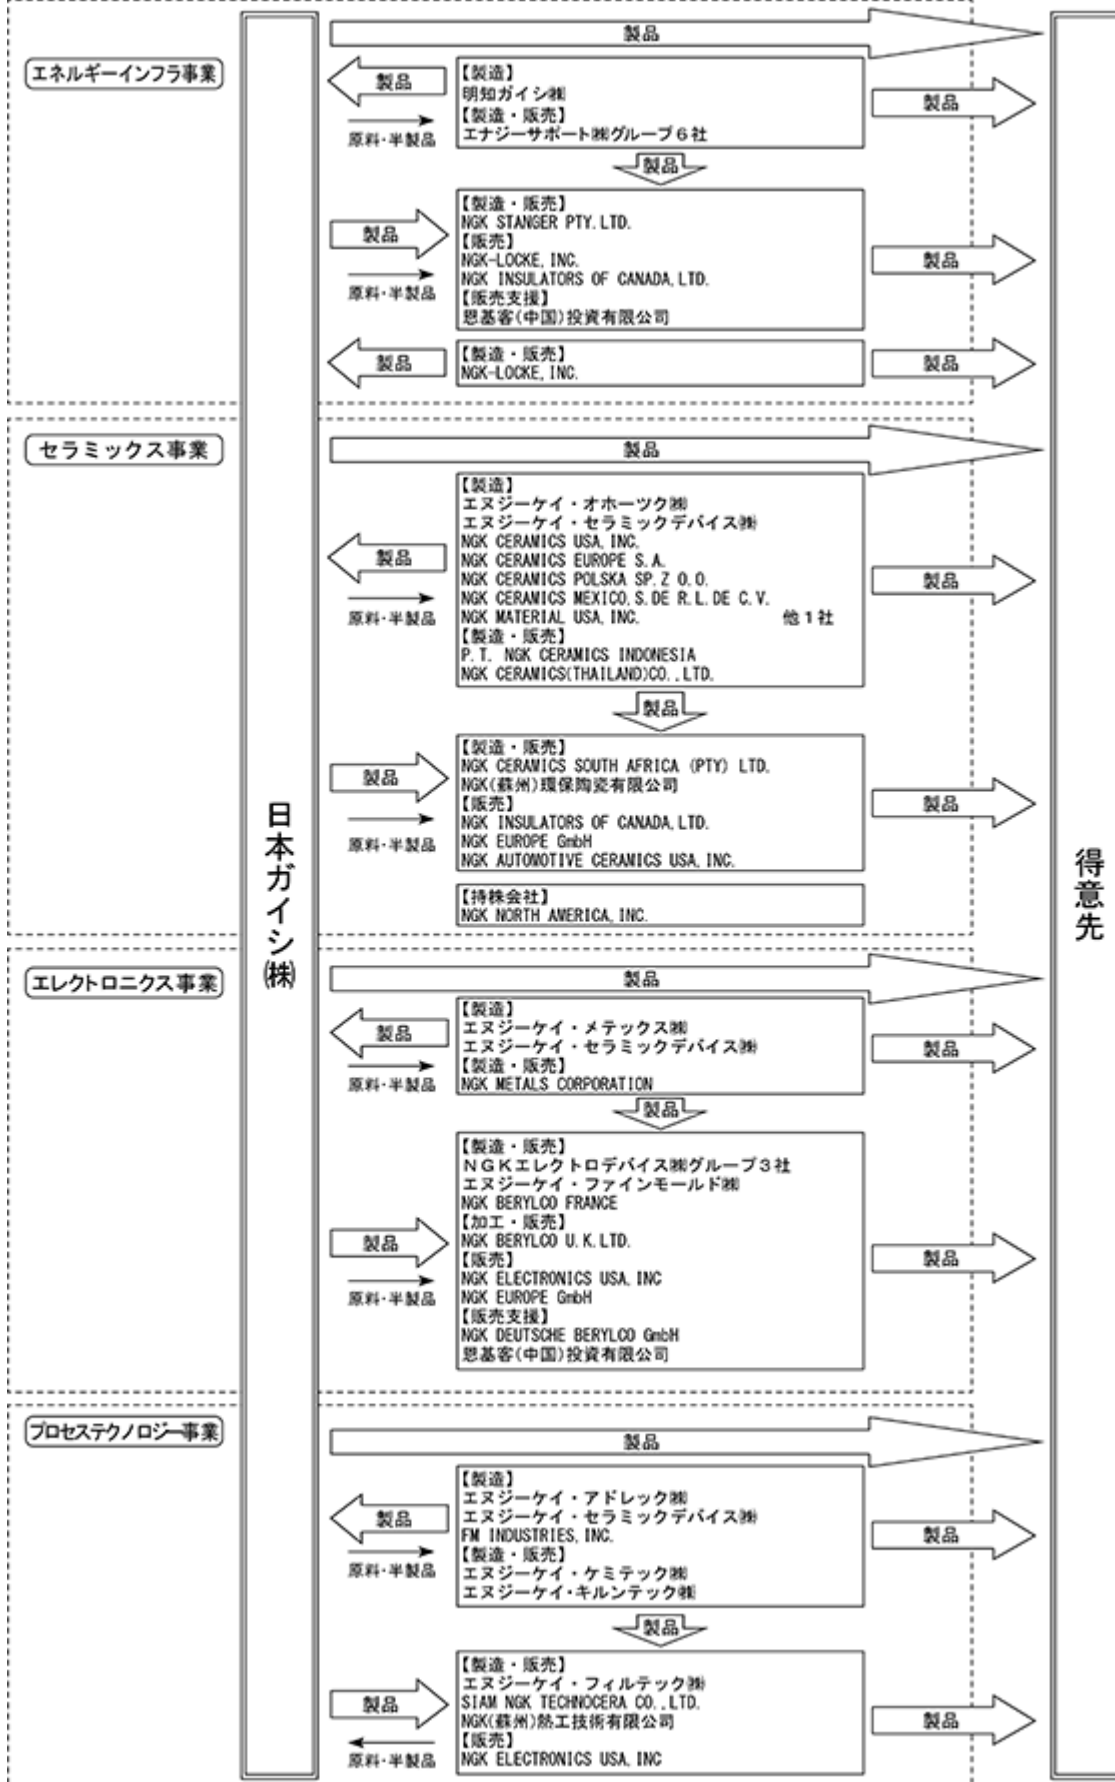 製品
エネルギーインフラ事業
製品
原料・半製品
【製造】
明知ガイシ㈱
【製造・販売】
エナジーサポート㈱グループ６社
製品
製品
製品
原料・半製品
【製造・販売】
NGK STANGER PTY.LTD.
【販売】
NGK-LOCKE,INC.
NGK INSULATORS OF CANADA,LTD.
【販売支援】
恩基客(中国)投資有限公司
製品
製品
【製造・販売】
NGK-LOCKE,INC.
製品
セラミックス事業
製品
製品
原料・半製品
【製造】
エヌジーケイ・オホーツク㈱
エヌジーケイ・セラミックデバイス㈱
NGK CERAMICS USA,INC.
NGK CERAMICS EUROPE S.A.
NGK CERAMICS POLSKA SP.Z O.O.
NGK CERAMICS MEXICO,S.DE R.L.DE C.V.
NGK MATERIAL USA,INC. 他１社
【製造・販売】
P.T. NGK CERAMICS INDONESIA
NGK CERAMICS(THAILAND)CO.,LTD.
製品
製品
製品
原料・半製品
【製造・販売】
NGK CERAMICS SOUTH AFRICA (PTY) LTD.
NGK(蘇州)環保陶瓷有限公司
【販売】
NGK INSULATORS OF CANADA,LTD.
NGK EUROPE GmbH
NGK AUTOMOTIVE CERAMICS USA,INC.
製品
【持株会社】
NGK NORTH AMERICA,INC.
日本ガイシ㈱
得意先
エレクトロニクス事業
製品
製品
原料・半製品
【製造】
エヌジーケイ・メテックス㈱
エヌジーケイ・セラミックデバイス㈱
【製造・販売】
NGK METALS CORPORATION
製品
製品
製品
原料・半製品
【製造・販売】
ＮＧＫエレクトロデバイス㈱グループ３社
エヌジーケイ・ファインモールド㈱
NGK BERYLCO FRANCE
【加工・販売】
NGK BERYLCO U.K.LTD.
【販売】
NGK ELECTRONICS USA,INC
NGK EUROPE GmbH
【販売支援】
NGK DEUTSCHE BERYLCO GmbH
恩基客(中国)投資有限公司
製品
プロセステクノロジー事業
製品
製品
原料・半製品
【製造】
エヌジーケイ・アドレック㈱
エヌジーケイ・セラミックデバイス㈱
FM INDUSTRIES,INC.
【製造・販売】
エヌジーケイ・ケミテック㈱
エヌジーケイ・キルンテック㈱
製品
製品
製品
原料・半製品
【製造・販売】
エヌジーケイ・フィルテック㈱
SIAM NGK TECHNOCERA CO.,LTD.
NGK(蘇州)熱工技術有限公司
【販売】
NGK ELECTRONICS USA,INC
製品